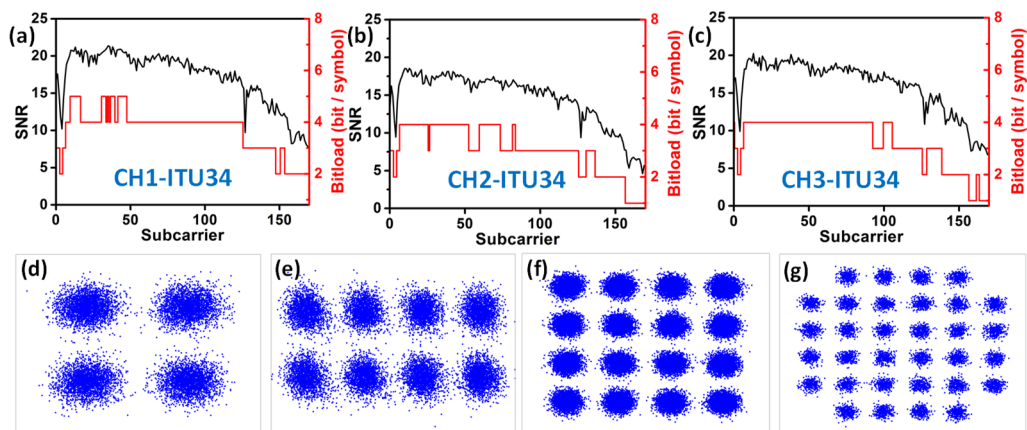 (a)
25
20
15
10
5
0
SNR
8
6
4
2
Bitload (bit / symbol)
CH1-ITU34
0 50 100 150
Subcarrier
(b)
25
20
15
10
5
0
SNR
8
6
4
2
Bitload (bit / symbol)
CH2-ITU34
0 50 100 150
Subcarrier
(c)
25
20
15
10
5
0
SNR
8
6
4
2
Bitload (bit / symbol)
CH3-ITU34
0 50 100 150
Subcarrier
(d)
(e)
(f)
(g)